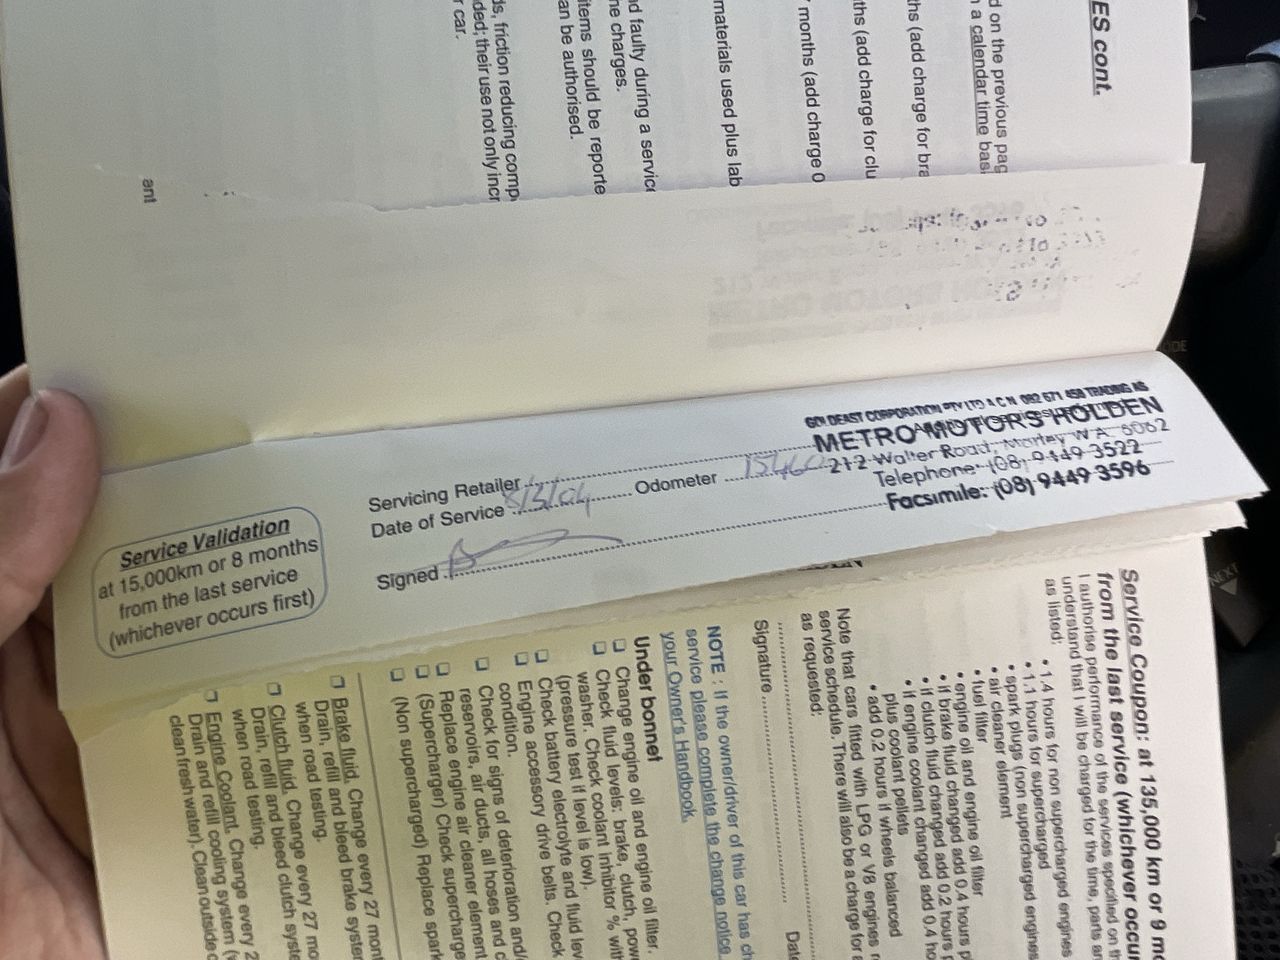 ES cont.
d on the previous pag
n a calendar time bas
ths (add charge for bra
ths (add charge for clu
months (add charge 0
materials used plus lab
nd faulty during a service
he charges.
items should be reporte
an be authorised.
ds, friction reducing comp
ded; their use not only incr
r car.
ant
Service Validation
at 15,000km or 8 months
from the last service
(whichever occurs first)
Servicing Retailer
Date of Service Odometer
Signed
METRO MOTORS HOLDEN
212 Walter Road, Morley W A 6062
Telephone: (08) 9449 3522
Facsimile: (08) 9449 3596
Service Coupon: at 135,000 km or 9 mo
from the last service (whichever occur
I authorise performance of the services specified on th
understand that I will be charged for the time, parts an
as listed:
• 1.4 hours for non supercharged engines
• 1.1 hours for supercharged
• spark plugs (non supercharged engines
• air cleaner element
• fuel filter
• engine oil and engine oil filter
• if brake fluid changed add 0.4 hours p
• if clutch fluid changed add 0.2 hours p
• if engine coolant changed add 0.4 ho
plus coolant pellets
• add 0.2 hours if wheels balanced
Note that cars fitted with LPG or V8 engines r
service schedule. There will also be a charge for a
as requested:
Signature Date
NOTE : If the owner/driver of this car has ch
service please complete the change notice
your Owner's Handbook
Under bonnet
❑ Change engine oil and engine oil filter.
❑ Check fluid levels: brake, clutch, pow
washer. Check coolant inhibitor % with
(pressure test if level is low).
❑ Check battery electrolyte and fluid lev
❑ Engine accessory drive belts. Check
condition.
❑ Check for signs of deterioration and/
reservoirs, air ducts, all hoses and c
❑ Replace engine air cleaner element
❑ (Supercharger) Check supercharge
❑ (Non supercharged) Replace spark
❑ Brake fluid. Change every 27 mont
Drain, refill and bleed brake system
when road testing.
❑ Clutch fluid. Change every 27 mo
Drain, refill and bleed clutch syste
when road testing.
❑ Engine Coolant. Change every 2
Drain and refill cooling system (w
clean fresh water). Clean outside c
NEXT